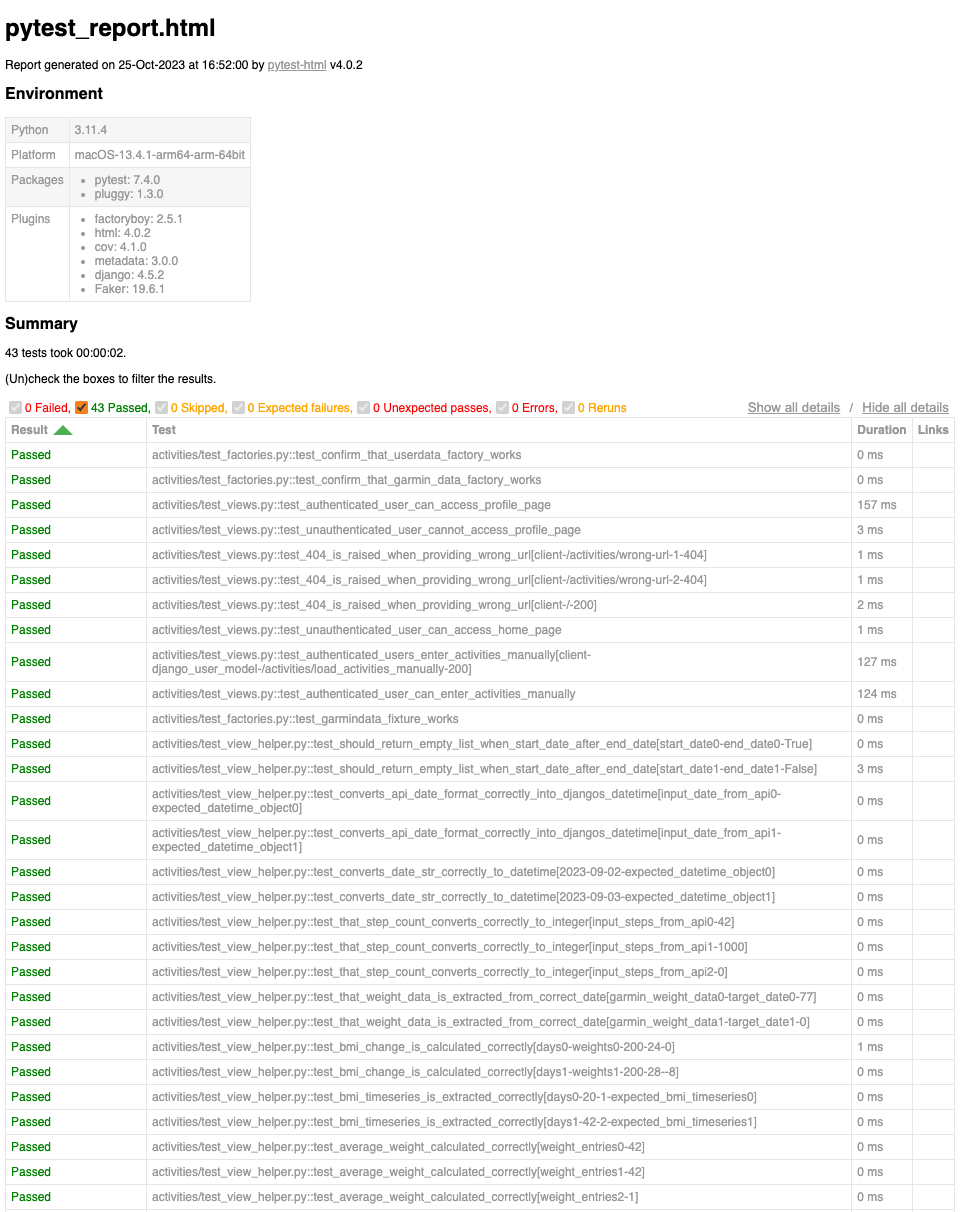 pytest_report.html
Report generated on 25-Oct-2023 at 16:52:00 by pytest-html v4.0.2
Environment
Python 3.11.4
Platform macOS-13.4.1-arm64-arm-64bit
Packages
pytest: 7.4.0
pluggy: 1.3.0
Plugins
factoryboy: 2.5.1
html: 4.0.2
cov: 4.1.0
metadata: 3.0.0
django: 4.5.2
Faker: 19.6.1
Summary
43 tests took 00:00:02.
(Un)check the boxes to filter the results.
0 Failed, 43 Passed, 0 Skipped, 0 Expected failures, 0 Unexpected passes, 0 Errors, 0 Reruns Show all details / Hide all details
Result Test Duration Links
Passed activities/test_factories.py::test_confirm_that_userdata_factory_works 0 ms
Passed activities/test_factories.py::test_confirm_that_garmin_data_factory_works 0 ms
Passed activities/test_views.py::test_authenticated_user_can_access_profile_page 157 ms
Passed activities/test_views.py::test_unauthenticated_user_cannot_access_profile_page 3 ms
Passed activities/test_views.py::test_404_is_raised_when_providing_wrong_url[client-/activities/wrong-url-1-404] 1 ms
Passed activities/test_views.py::test_404_is_raised_when_providing_wrong_url[client-/activities/wrong-url-2-404] 1 ms
Passed activities/test_views.py::test_404_is_raised_when_providing_wrong_url[client-/-200] 2 ms
Passed activities/test_views.py::test_unauthenticated_user_can_access_home_page 1 ms
Passed activities/test_views.py::test_authenticated_users_enter_activities_manually[client-
django_user_model-/activities/load_activities_manually-200] 127 ms
Passed activities/test_views.py::test_authenticated_user_can_enter_activities_manually 124 ms
Passed activities/test_factories.py::test_garmindata_fixture_works 0 ms
Passed activities/test_view_helper.py::test_should_return_empty_list_when_start_date_after_end_date[start_date0-end_date0-True] 0 ms
Passed activities/test_view_helper.py::test_should_return_empty_list_when_start_date_after_end_date[start_date1-end_date1-False] 3 ms
Passed activities/test_view_helper.py::test_converts_api_date_format_correctly_into_djangos_datetime[input_date_from_api0-
expected_datetime_object0] 0 ms
Passed activities/test_view_helper.py::test_converts_api_date_format_correctly_into_djangos_datetime[input_date_from_api1-
expected_datetime_object1] 0 ms
Passed activities/test_view_helper.py::test_converts_date_str_correctly_to_datetime[2023-09-02-expected_datetime_object0] 0 ms
Passed activities/test_view_helper.py::test_converts_date_str_correctly_to_datetime[2023-09-03-expected_datetime_object1] 0 ms
Passed activities/test_view_helper.py::test_that_step_count_converts_correctly_to_integer[input_steps_from_api0-42] 0 ms
Passed activities/test_view_helper.py::test_that_step_count_converts_correctly_to_integer[input_steps_from_api1-1000] 0 ms
Passed activities/test_view_helper.py::test_that_step_count_converts_correctly_to_integer[input_steps_from_api2-0] 0 ms
Passed activities/test_view_helper.py::test_that_weight_data_is_extracted_from_correct_date[garmin_weight_data0-target_date0-77] 0 ms
Passed activities/test_view_helper.py::test_that_weight_data_is_extracted_from_correct_date[garmin_weight_data1-target_date1-0] 0 ms
Passed activities/test_view_helper.py::test_bmi_change_is_calculated_correctly[days0-weights0-200-24-0] 1 ms
Passed activities/test_view_helper.py::test_bmi_change_is_calculated_correctly[days1-weights1-200-28--8] 0 ms
Passed activities/test_view_helper.py::test_bmi_timeseries_is_extracted_correctly[days0-20-1-expected_bmi_timeseries0] 0 ms
Passed activities/test_view_helper.py::test_bmi_timeseries_is_extracted_correctly[days1-42-2-expected_bmi_timeseries1] 0 ms
Passed activities/test_view_helper.py::test_average_weight_calculated_correctly[weight_entries0-42] 0 ms
Passed activities/test_view_helper.py::test_average_weight_calculated_correctly[weight_entries1-42] 0 ms
Passed activities/test_view_helper.py::test_average_weight_calculated_correctly[weight_entries2-1] 0 ms